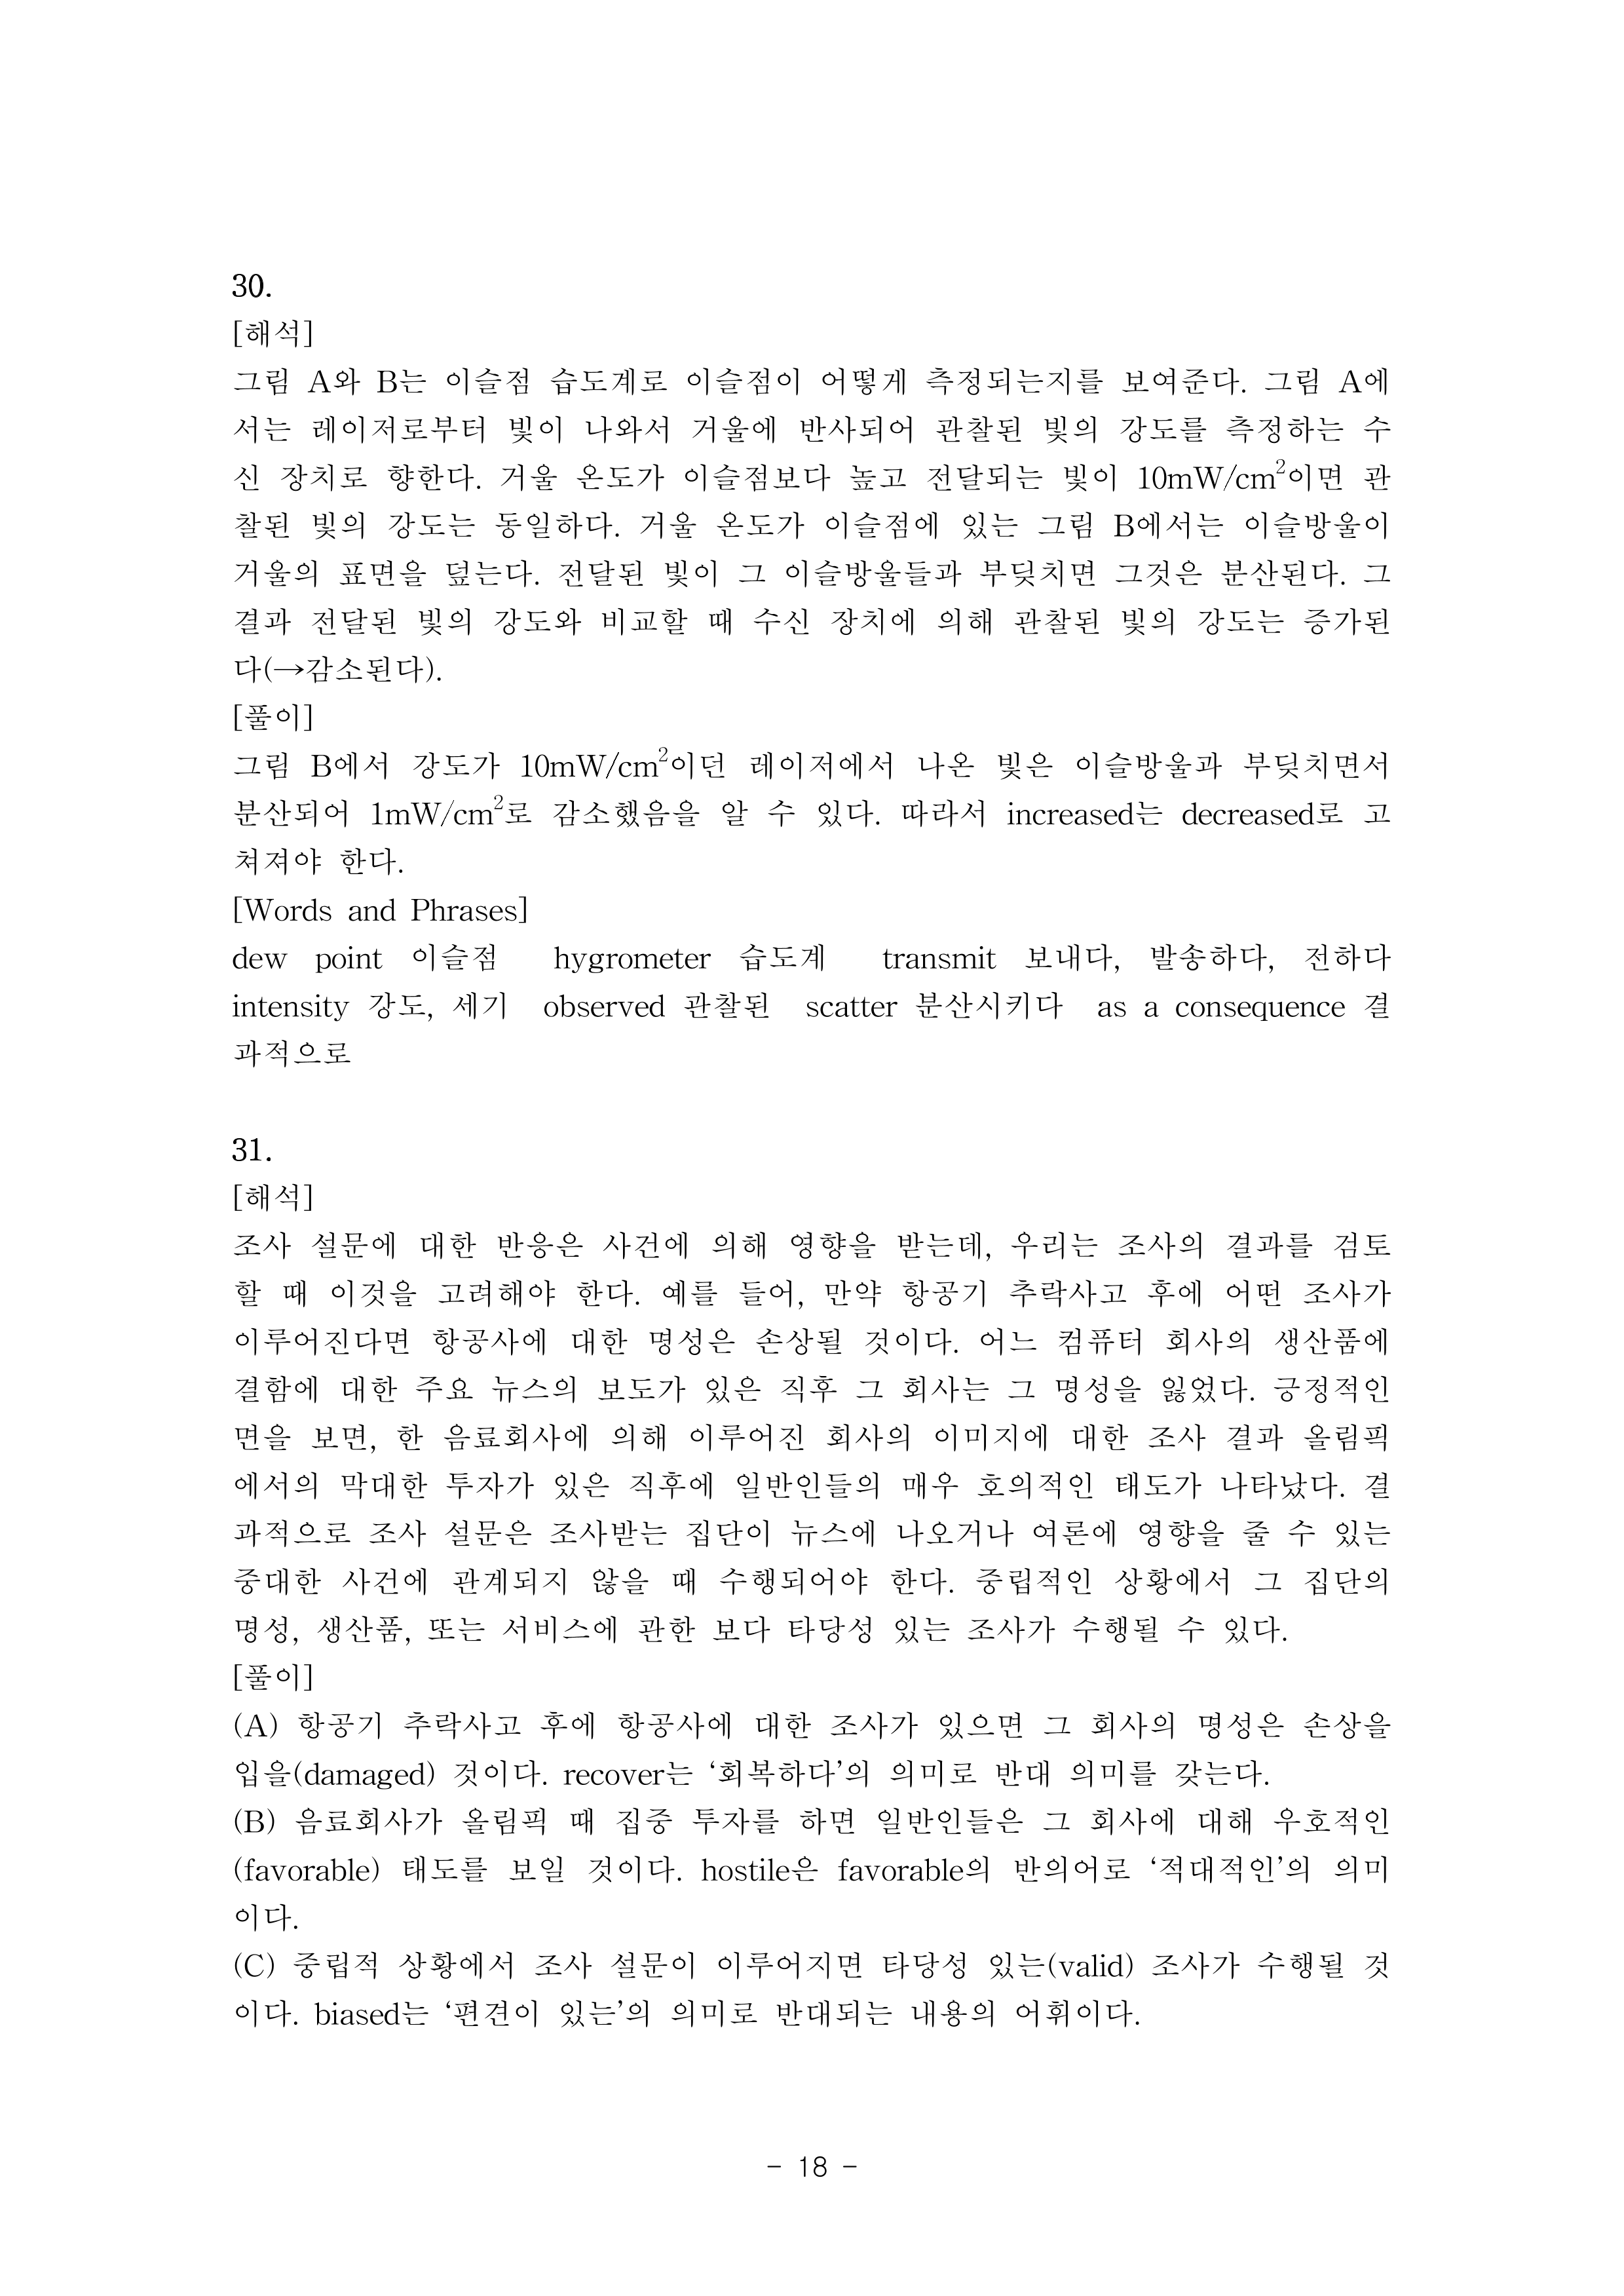 30.
[해석]
그림 A와 B는 이슬점 습도계로 이슬점이 어떻게 측정되는지를 보여준다. 그림 A에
서는 레이저로부터 빛이 나와서 거울에 반사되어 관찰된 빛의 강도를 측정하는 수
신 장치로 향한다. 거울 온도가 이슬점보다 높고 전달되는 빛이 10mW/cm²이면 관
찰된 빛의 강도는 동일하다. 거울 온도가 이슬점에 있는 그림 B에서는 이슬방울이
거울의 표면을 덮는다. 전달된 빛이 그 이슬방울들과 부딪치면 그것은 분산된다. 그
결과 전달된 빛의 강도와 비교할 때 수신 장치에 의해 관찰된 빛의 강도는 증가된
다(→감소된다).
[풀이]
그림 B에서 강도가 10mW/cm²이던 레이저에서 나온 빛은 이슬방울과 부딪치면서
분산되어 1mW/cm²로 감소했음을 알 수 있다. 따라서 increased는 decreased로 고
쳐져야 한다.
[Words and Phrases]
dew point 이슬점 hygrometer 습도계 transmit 보내다, 발송하다, 전하다
intensity 강도, 세기 observed 관찰된 scatter 분산시키다 as a consequence 결
과적으로
31.
[해석]
조사 설문에 대한 반응은 사건에 의해 영향을 받는데, 우리는 조사의 결과를 검토
할 때 이것을 고려해야 한다. 예를 들어, 만약 항공기 추락사고 후에 어떤 조사가
이루어진다면 항공사에 대한 명성은 손상될 것이다. 어느 컴퓨터 회사의 생산품에
결함에 대한 주요 뉴스의 보도가 있은 직후 그 회사는 그 명성을 잃었다. 긍정적인
면을 보면, 한 음료회사에 의해 이루어진 회사의 이미지에 대한 조사 결과 올림픽
에서의 막대한 투자가 있은 직후에 일반인들의 매우 호의적인 태도가 나타났다. 결
과적으로 조사 설문은 조사받는 집단이 뉴스에 나오거나 여론에 영향을 줄 수 있는
중대한 사건에 관계되지 않을 때 수행되어야 한다. 중립적인 상황에서 그 집단의
명성, 생산품, 또는 서비스에 관한 보다 타당성 있는 조사가 수행될 수 있다.
[풀이]
(A) 항공기 추락사고 후에 항공사에 대한 조사가 있으면 그 회사의 명성은 손상을
입을(damaged) 것이다. recover는 ‘회복하다’의 의미로 반대 의미를 갖는다.
(B) 음료회사가 올림픽 때 집중 투자를 하면 일반인들은 그 회사에 대해 우호적인
(favorable) 태도를 보일 것이다. hostile은 favorable의 반의어로 ‘적대적인’의 의미
이다.
(C) 중립적 상황에서 조사 설문이 이루어지면 타당성 있는(valid) 조사가 수행될 것
이다. biased는 ‘편견이 있는’의 의미로 반대되는 내용의 어휘이다.
- 18 -